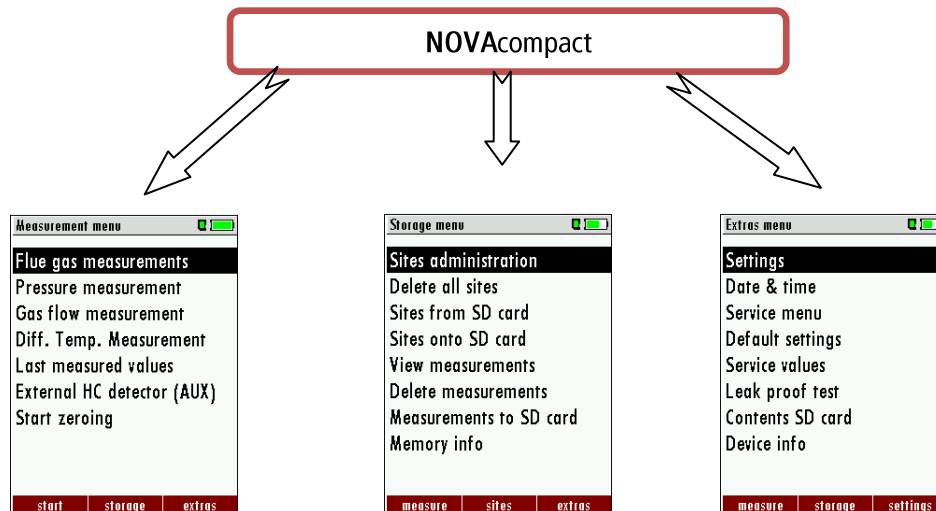 NOVAcompact
Measurement menu
Flue gas measurements
Pressure measurement
Gas flow measurement
Diff. Temp. Measurement
Last measured values
External HC detector (AUX)
Start zeroing
start storage extras
Storage menu
Sites administration
Delete all sites
Sites from SD card
Sites onto SD card
View measurements
Delete measurements
Measurements to SD card
Memory info
measure sites extras
Extras menu
Settings
Date & time
Service menu
Default settings
Service values
Leak proof test
Contents SD card
Device info
measure storage settings